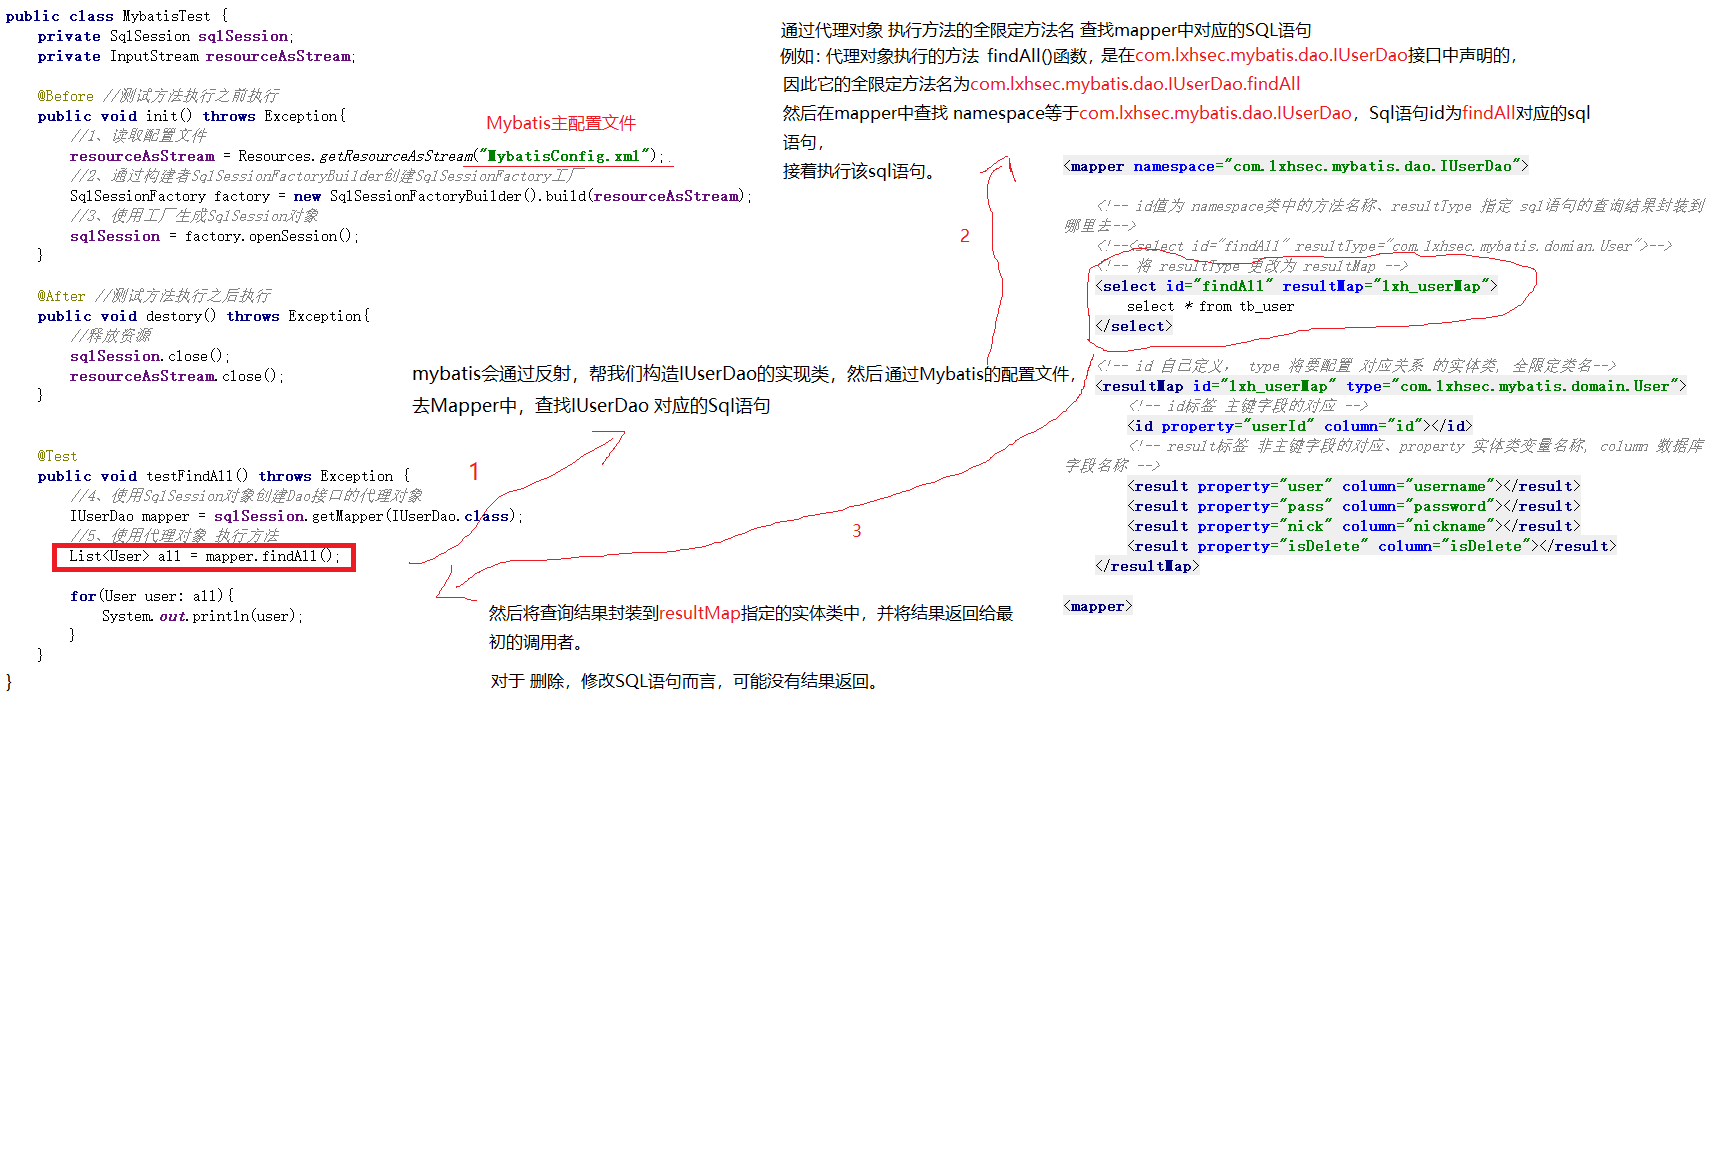 public class MybatisTest {
private SqlSession sqlSession;
private InputStream resourceAsStream;
@Before //测试方法执行之前执行
public void init() throws Exception{
//1、读取配置文件
Mybatis主配置文件
resourceAsStream = Resources.getResourceAsStream("MybatisConfig.xml");
//2、通过构建者SqlSessionFactoryBuilder创建SqlSessionFactory工厂
SqlSessionFactory factory = new SqlSessionFactoryBuilder().build(resourceAsStream);
//3、使用工厂生成SqlSession对象
sqlSession = factory.openSession();
}
@After //测试方法执行之后执行
public void destory() throws Exception{
//释放资源
sqlSession.close();
resourceAsStream.close();
}
@Test
public void testFindAll() throws Exception {
//4、使用SqlSession对象创建Dao接口的代理对象
IUserDao mapper = sqlSession.getMapper(IUserDao.class);
//5、使用代理对象 执行方法
List<User> all = mapper.findAll();
for(User user: all){
System.out.println(user);
}
}
}
1
mybatis会通过反射，帮我们构造IUserDao的实现类，然后通过Mybatis的配置文件，
去Mapper中，查找IUserDao 对应的Sql语句
2
通过代理对象 执行方法的全限定方法名 查找mapper中对应的SQL语句
例如: 代理对象执行的方法 findAll()函数，是在com.lxhsec.mybatis.dao.IUserDao接口中声明的，
因此它的全限定方法名为com.lxhsec.mybatis.dao.IUserDao.findAll
然后在mapper中查找 namespace等于com.lxhsec.mybatis.dao.IUserDao，Sql语句id为findAll对应的sql
语句，
接着执行该sql语句。
<mapper namespace="com.lxhsec.mybatis.dao.IUserDao">
<!-- id值为 namespace类中的方法名称、resultType 指定 sql语句的查询结果封装到
哪里去-->
<!--<select id="findAll" resultType="com.lxhsec.mybatis.domian.User">-->
<!-- 将 resultType 更改为 resultMap -->
<select id="findAll" resultMap="lxh_userMap">
select * from tb_user
</select>
<!-- id 自己定义， type 将要配置 对应关系 的实体类, 全限定类名-->
<resultMap id="lxh_userMap" type="com.lxhsec.mybatis.domain.User">
<!-- id标签 主键字段的对应 -->
<id property="userId" column="id"></id>
<!-- result标签 非主键字段的对应、property 实体类变量名称, column 数据库
字段名称 -->
<result property="user" column="username"></result>
<result property="pass" column="password"></result>
<result property="nick" column="nickname"></result>
<result property="isDelete" column="isDelete"></result>
</resultMap>
<mapper>
3
然后将查询结果封装到resultMap指定的实体类中，并将结果返回给最
初的调用者。
对于 删除，修改SQL语句而言，可能没有结果返回。